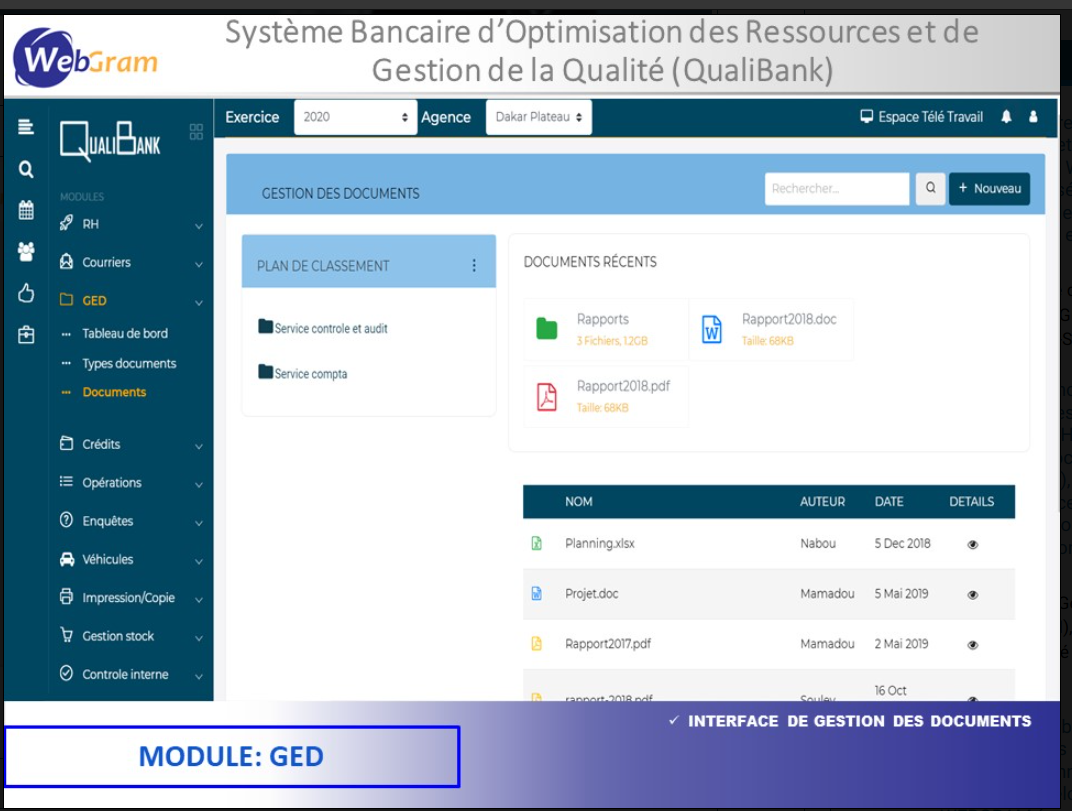 WebGram
Système Bancaire d’Optimisation des Ressources et de
Gestion de la Qualité (QualiBank)
Exercice 2020 Agence Dakar Plateau Espace Télé Travail
QUALIBANK
MODULES
RH
Courriers
GED
Tableau de bord
Types documents
Documents
Crédits
Opérations
Enquêtes
Véhicules
Impression/Copie
Gestion stock
Controle interne
GESTION DES DOCUMENTS Rechercher... + Nouveau
PLAN DE CLASSEMENT
Service controle et audit
Service compta
DOCUMENTS RÉCENTS
Rapports
3 Fichiers, 1.2GB
Rapport2018.doc
Taille: 68KB
Rapport2018.pdf
Taille: 68KB
NOM AUTEUR DATE DETAILS
Planning.xlsx Nabou 5 Dec 2018
Projet.doc Mamadou 5 Mai 2019
Rapport2017.pdf Mamadou 2 Mai 2019
rapport-2018.pdf Souley 16 Oct
✓ INTERFACE DE GESTION DES DOCUMENTS
MODULE: GED